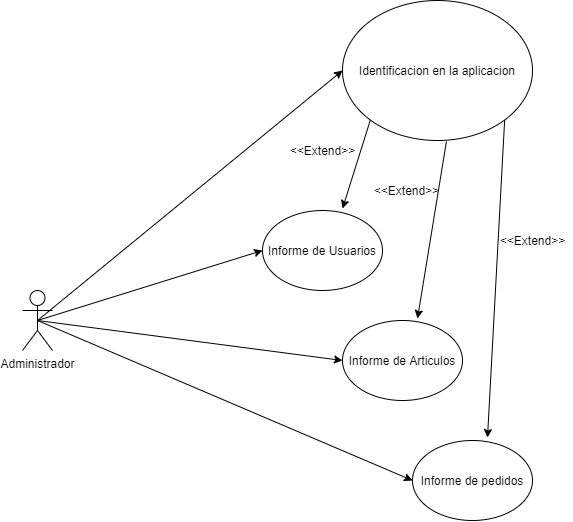 Identificacion en la aplicacion
<<Extend>>
<<Extend>>
<<Extend>>
Informe de Usuarios
Informe de Articulos
Administrador
Informe de pedidos